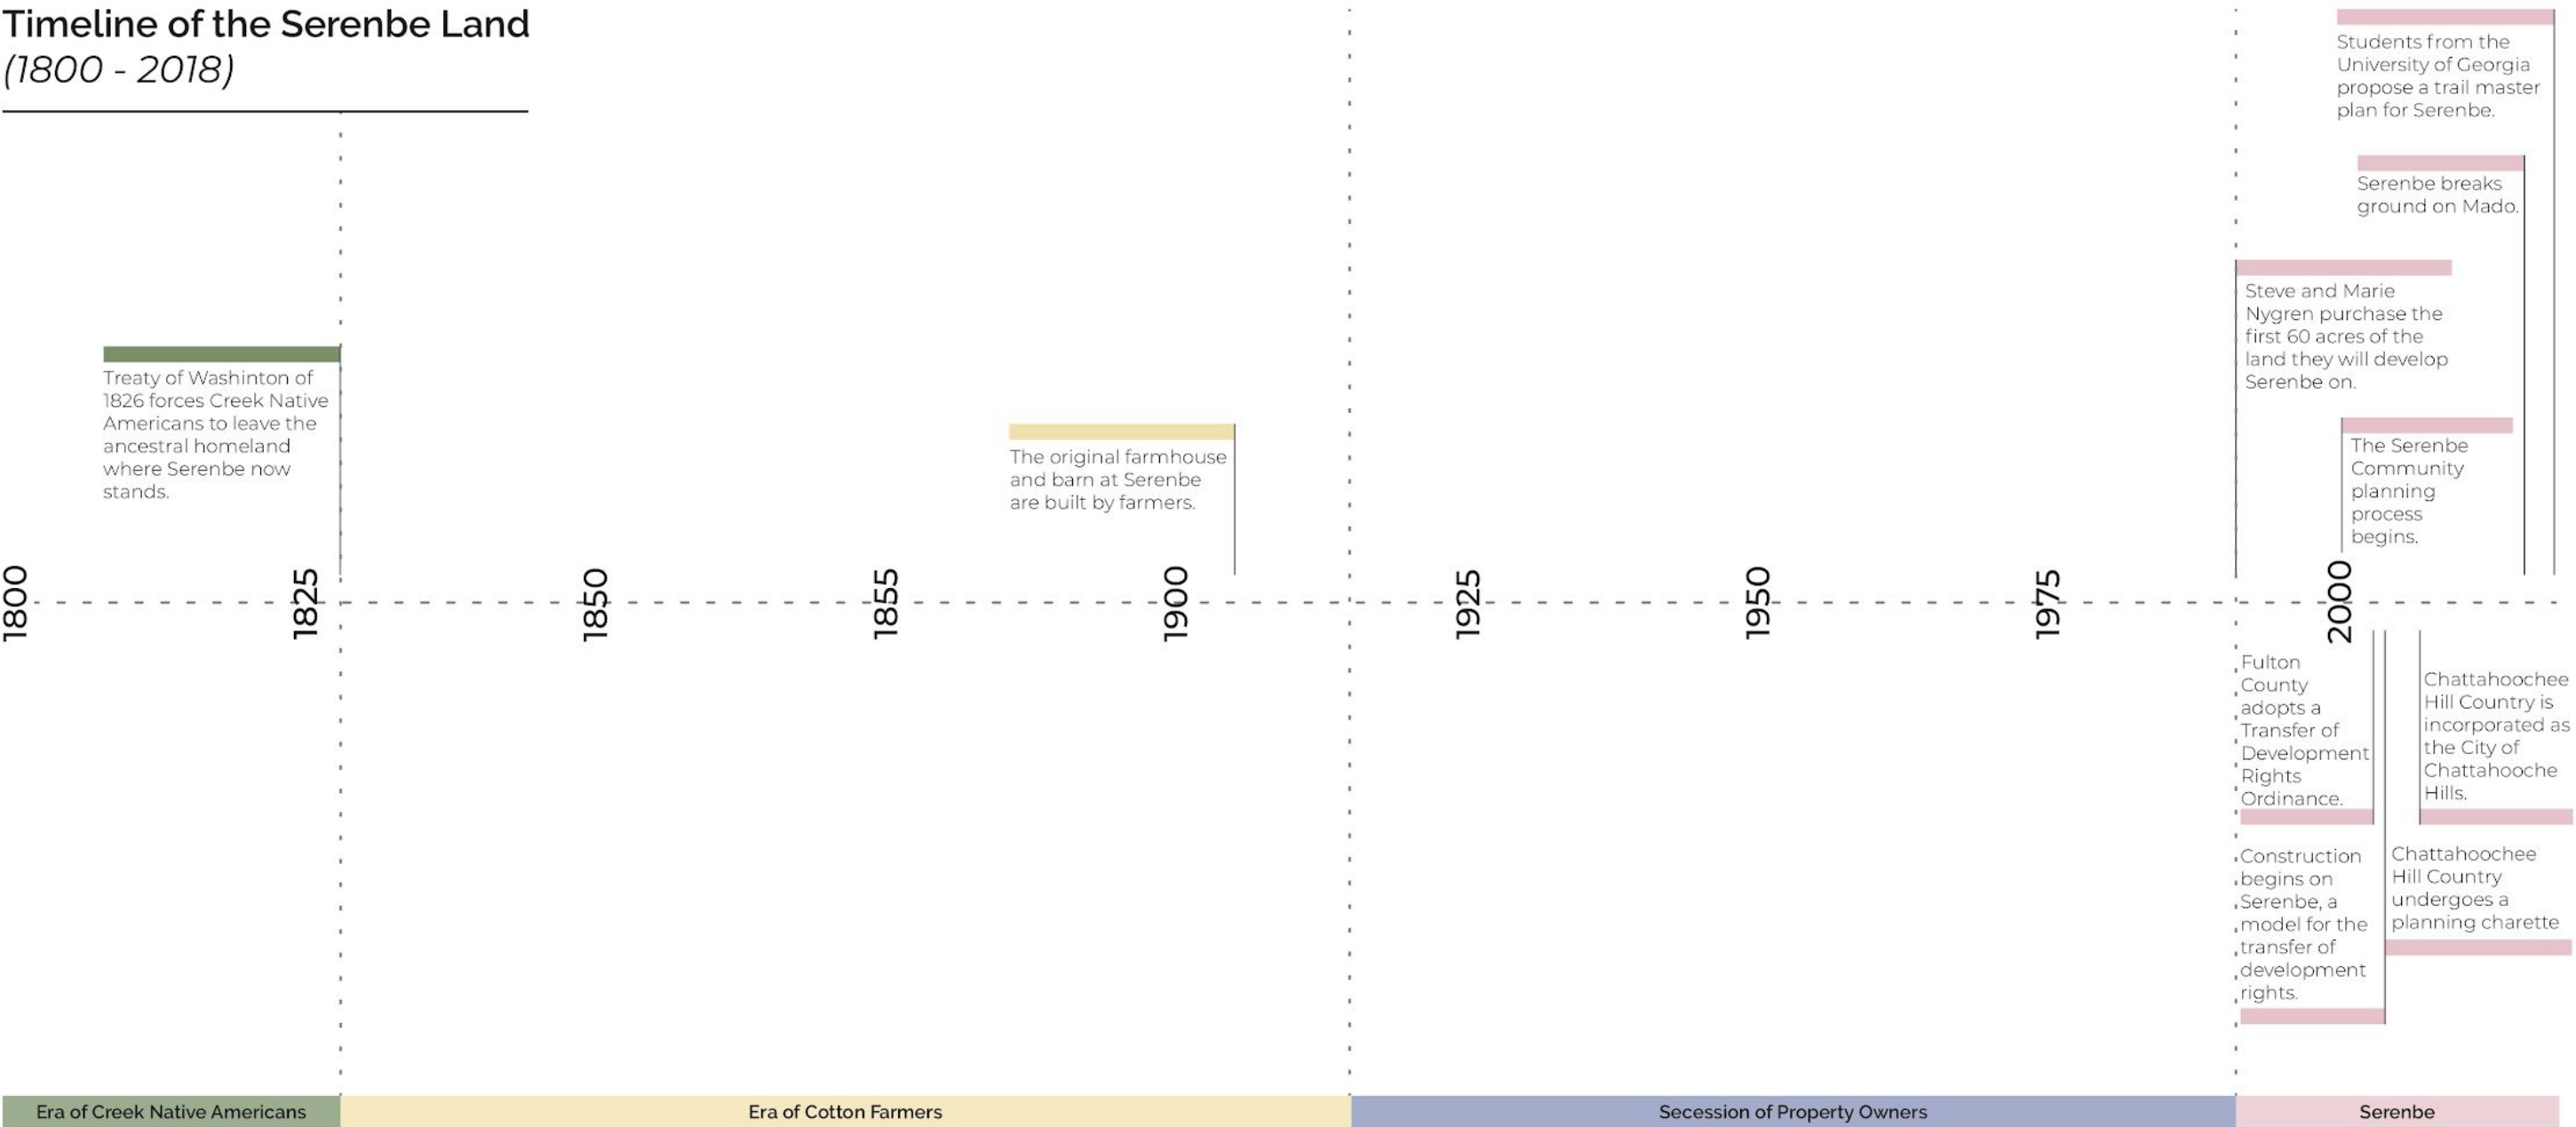 Timeline of the Serenbe Land
(1800 - 2018)
Students from the
University of Georgia
propose a trail master
plan for Serenbe.
Serenbe breaks
ground on Mado.
Steve and Marie
Nygren purchase the
first 60 acres of the
land they will develop
Serenbe on.
Treaty of Washinton of
1826 forces Creek Native
Americans to leave the
ancestral homeland
where Serenbe now
stands.
The original farmhouse
and barn at Serenbe
are built by farmers.
The Serenbe
Community
planning
process
begins.
1800
1825
1850
1855
1900
1925
1950
1975
2000
Fulton
County
adopts a
Transfer of
Development
Rights
Ordinance.
Chattahoochee
Hill Country is
incorporated as
the City of
Chattahooche
Hills.
Construction
begins on
Serenbe, a
model for the
transfer of
development
rights.
Chattahoochee
Hill Country
undergoes a
planning charette
Era of Creek Native Americans
Era of Cotton Farmers
Secession of Property Owners
Serenbe